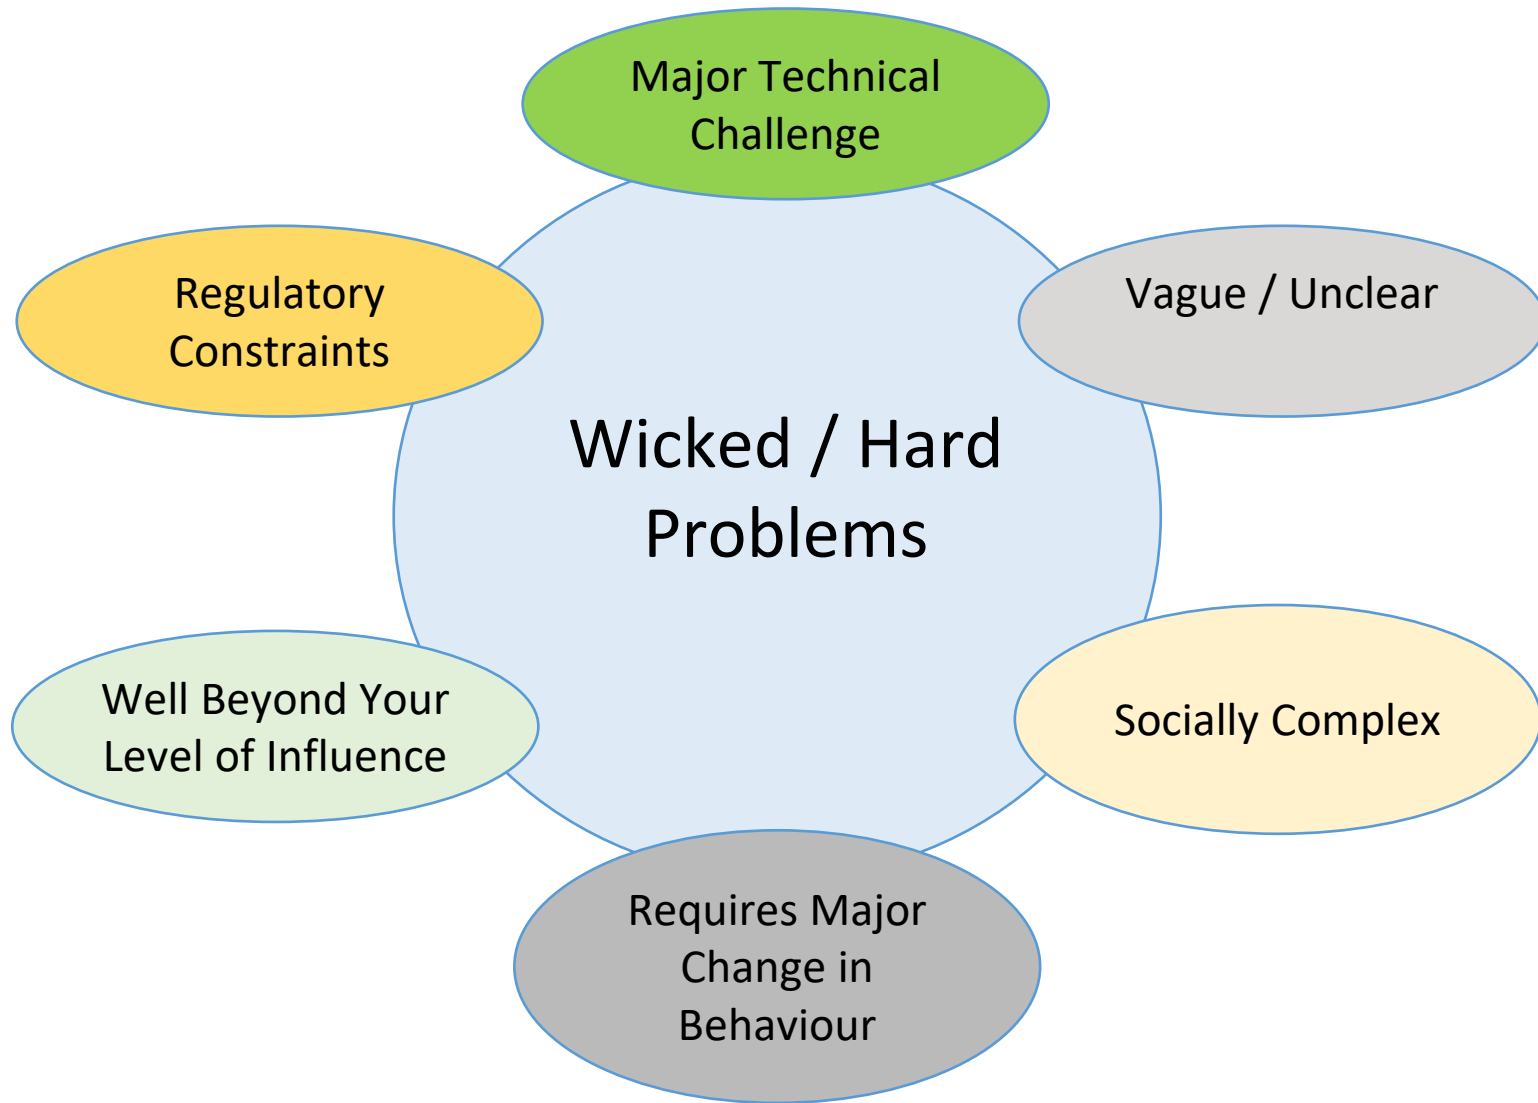 Major Technical
Challenge
Regulatory
Constraints
Vague / Unclear
Wicked / Hard
Problems
Well Beyond Your
Level of Influence
Socially Complex
Requires Major
Change in
Behaviour